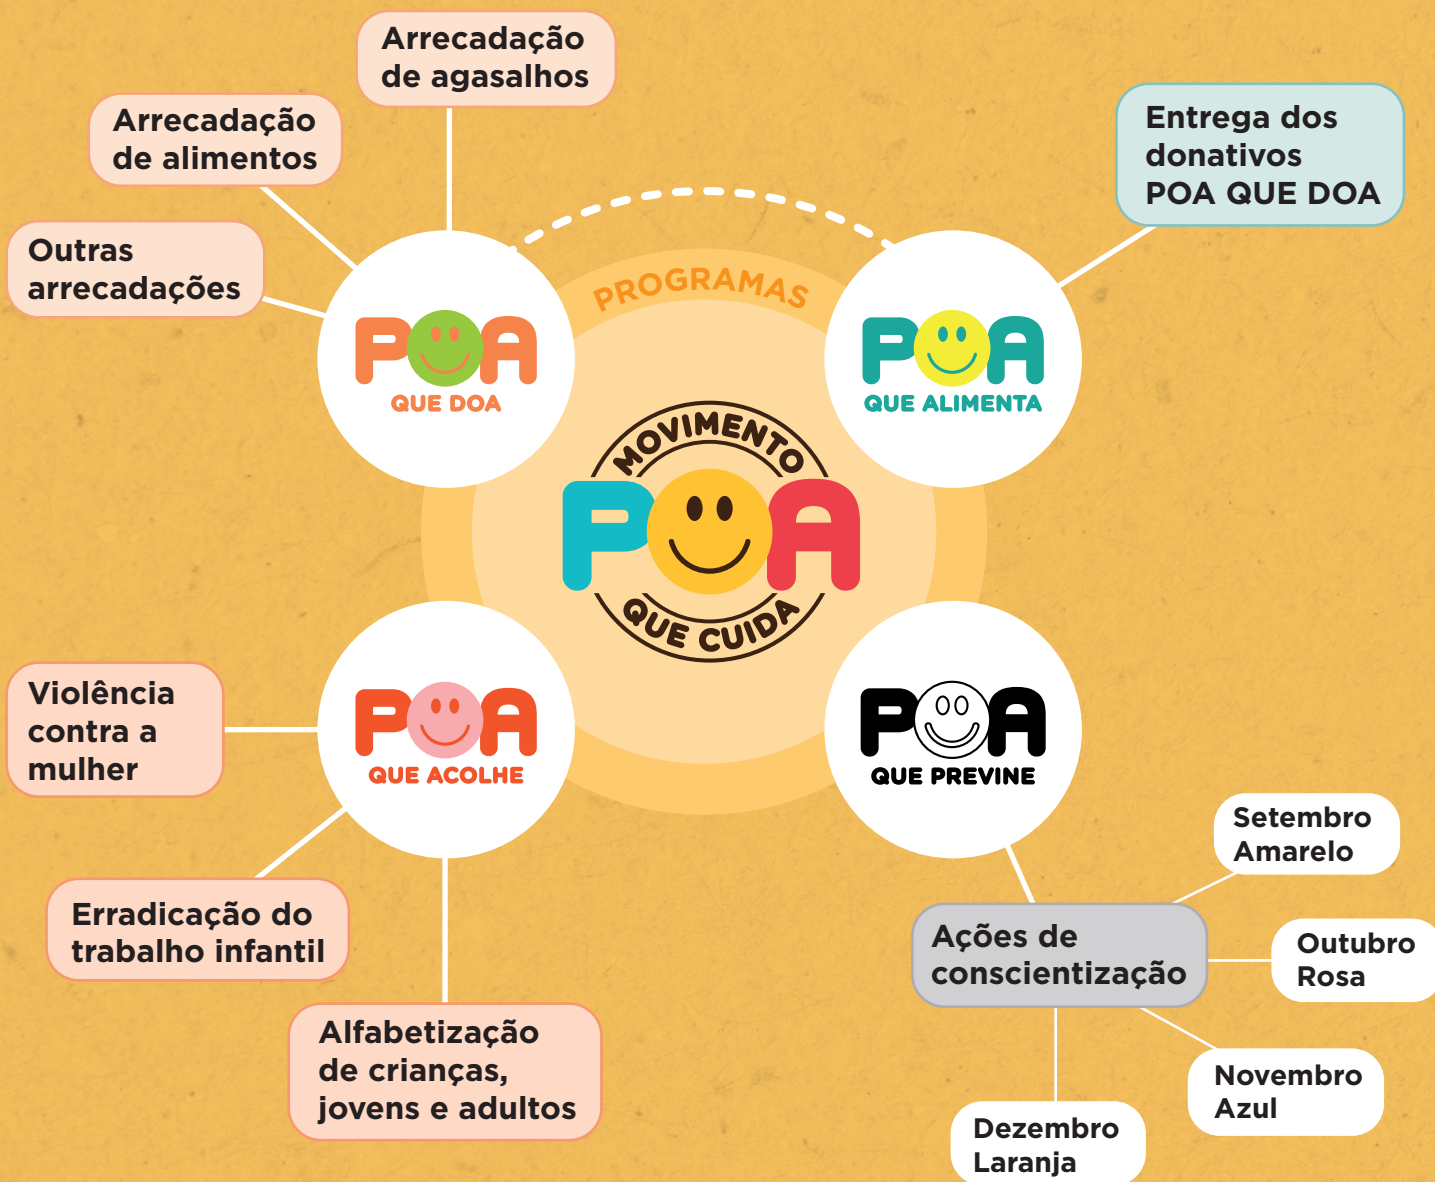 Arrecadação
de agasalhos
Arrecadação
de alimentos
Outras
arrecadações
Entrega dos
donativos
POA QUE DOA
PROGRAMAS
POA
QUE DOA
POA
QUE ALIMENTA
MOVIMENTO
POA
QUE CUIDA
POA
QUE ACOLHE
POA
QUE PREVINE
Violência
contra a
mulher
Erradicação do
trabalho infantil
Alfabetização
de crianças,
jovens e adultos
Ações de
conscientização
Setembro
Amarelo
Outubro
Rosa
Novembro
Azul
Dezembro
Laranja